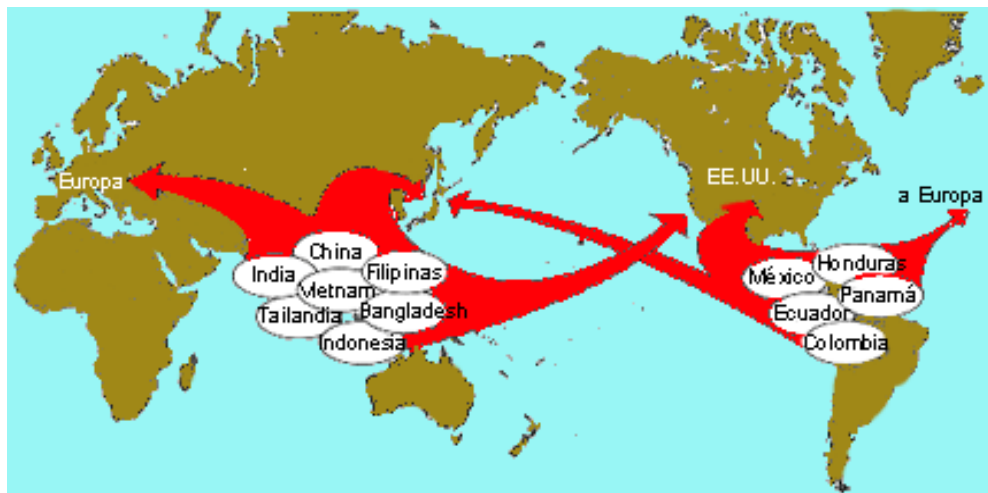 Europa
EE.UU.
a Europa
China
India
Filipinas
Vietnam
Tailandia
Bangladesh
Indonesia
Honduras
México
Panamá
Ecuador
Colombia